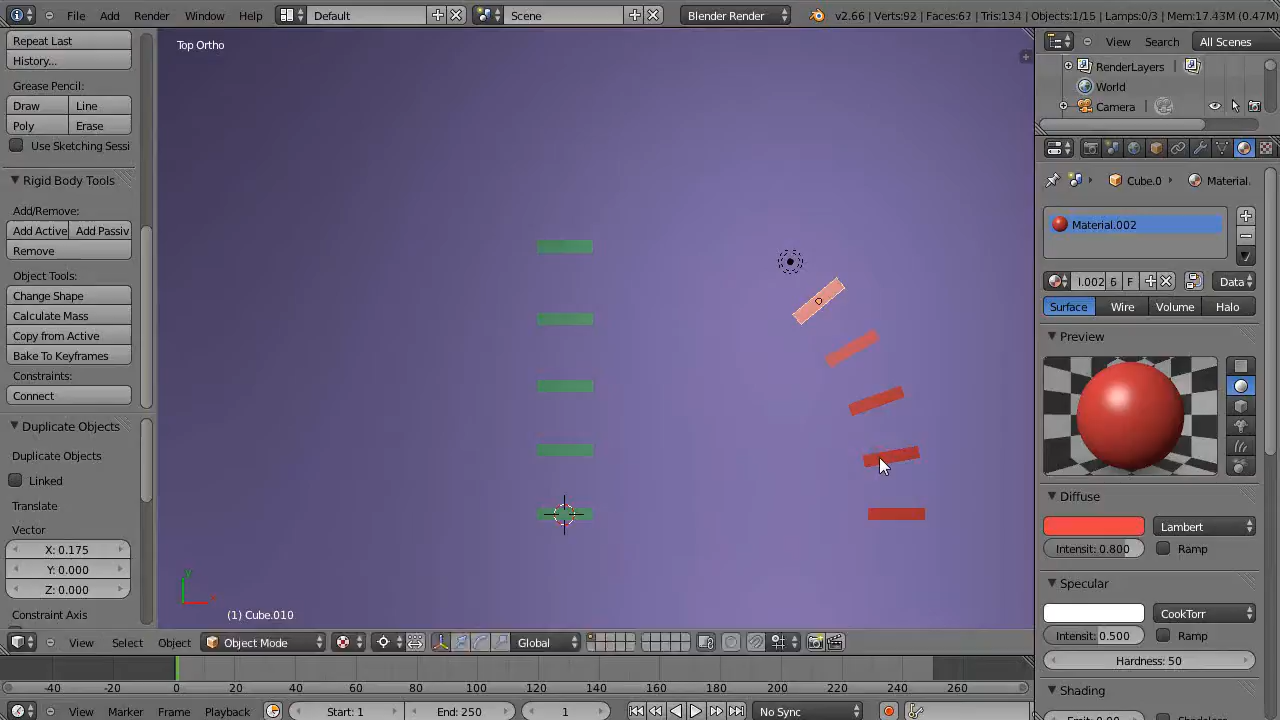 File Add Render Window Help Default Scene Blender Render v2.66 | Verts:92 | Faces:67 | Tris:134 | Objects:1/15 | Lamps:0/3 | Mem:17.43M (0.47M
Repeat Last
History...
Grease Pencil:
Draw Line
Poly Erase
Use Sketching Sessi
Rigid Body Tools
Add/Remove:
Add Active Add Passiv
Remove
Object Tools:
Change Shape
Calculate Mass
Copy from Active
Bake To Keyframes
Constraints:
Connect
Duplicate Objects
Duplicate Objects
Linked
Translate
Vector
X: 0.175
Y: 0.000
Z: 0.000
Constraint Axis
Top Ortho
(1) Cube.010
View Select Object Object Mode Global
View Search All Scenes
RenderLayers
World
Camera
Cube.0 Material.
Material.002
I.002 6 F Data
Surface Wire Volume Halo
Preview
Diffuse
Lambert
Intensit: 0.800 Ramp
Specular
CookTorr
Intensit: 0.500 Ramp
Hardness: 50
Shading
-40 -20 0 20 40 60 80 100 120 140 160 180 200 220 240 260
View Marker Frame Playback Start: 1 End: 250 1 No Sync